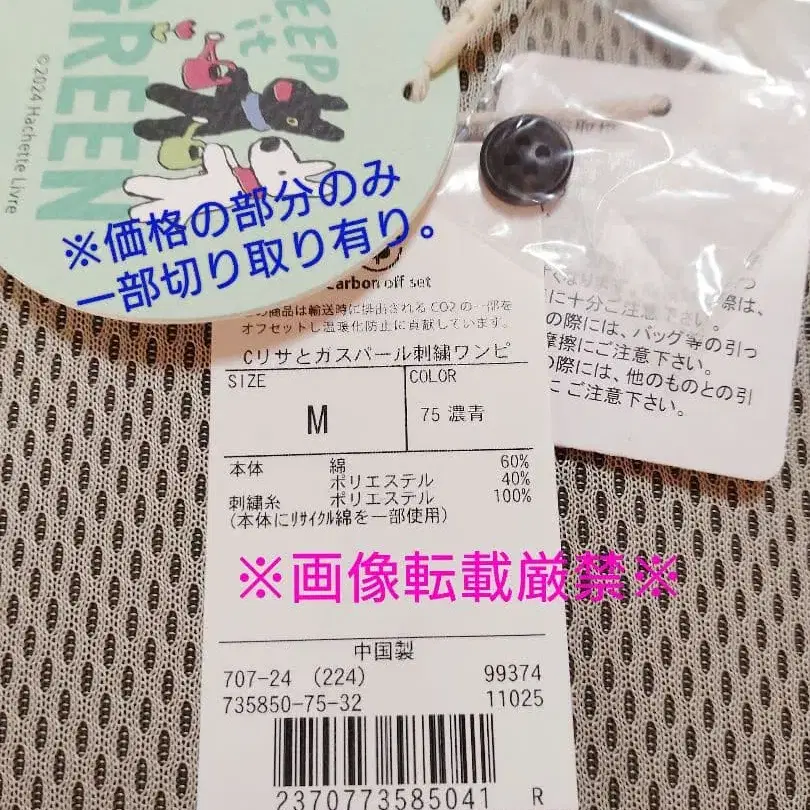 EEP
it
GREEN
©2024 Hachette Livre
※価格の部分のみ
一部切り取り有り。
carbon off set
この商品は輸送時に排出されるCO2の一部を
オフセットし温暖化防止に貢献しています。
Cリサとガスパール刺繍ワンピ
SIZE
COLOR
M
75 濃青
本体 綿 60%
ポリエステル 40%
刺繍糸 ポリエステル 100%
(本体にﾘｻｲｸﾙ綿を一部使用)
※画像転載厳禁※
中国製
707-24 (224) 99374
735850-75-32 11025
2370773585041 R
に十分ご注意下さい。
の際には、バッグ等の引っ
摩擦にご注意下さい。
の際には、他のものとの引
にご注意下さい。